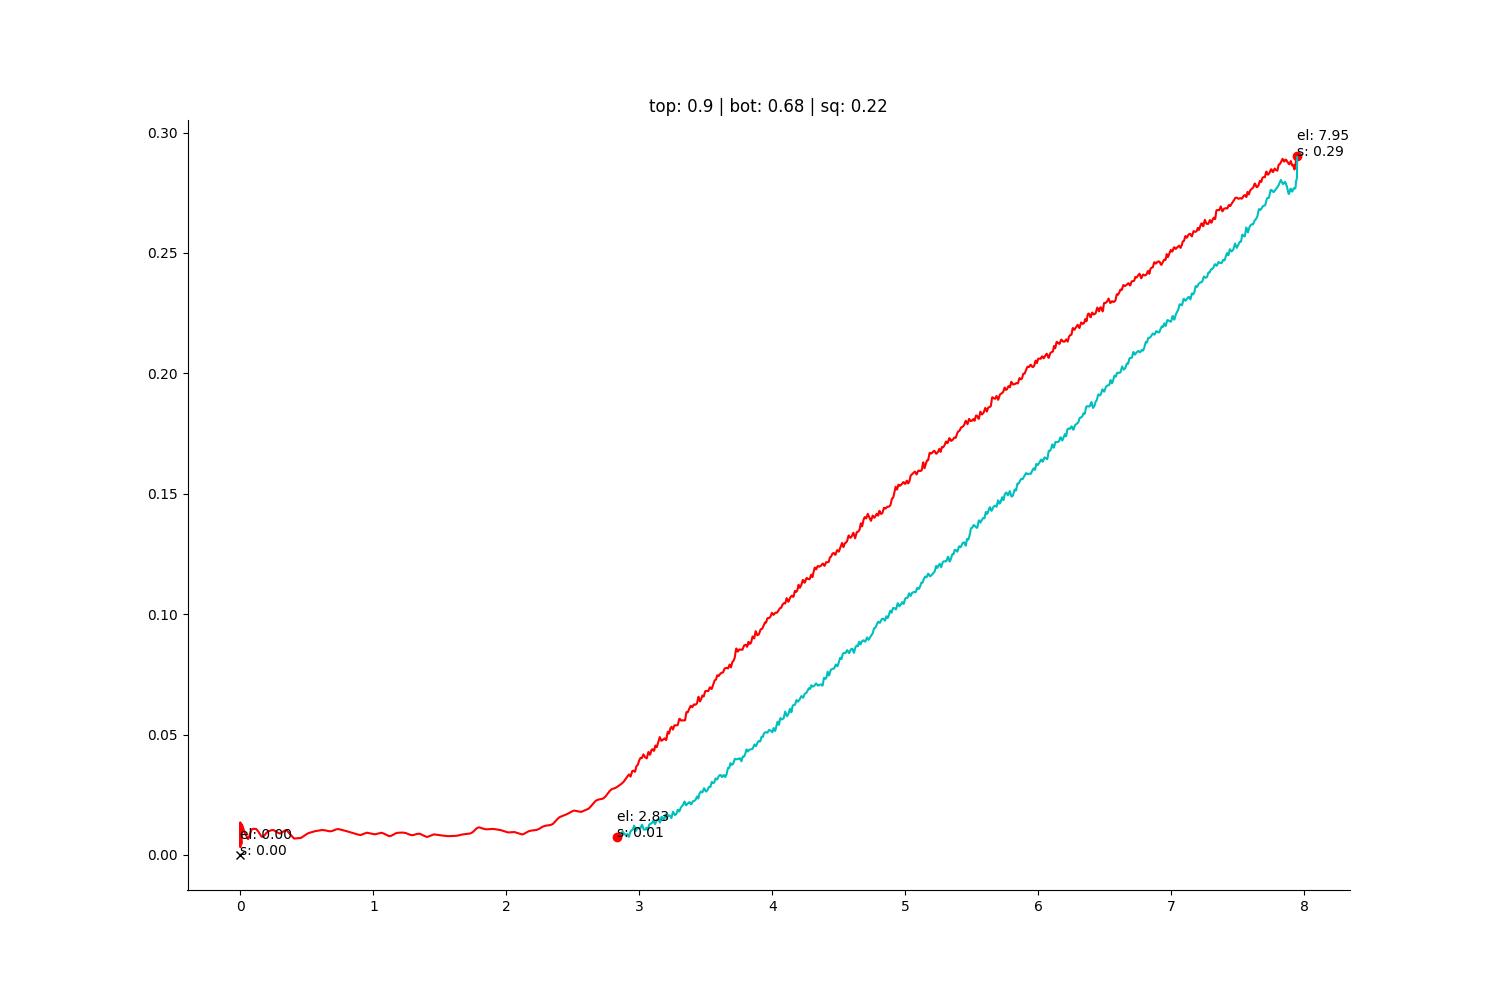 top: 0.9 | bot: 0.68 | sq: 0.22
0.30
el: 7.95
s: 0.29
0.25
0.20
0.15
0.10
0.05
el: 2.83
s: 0.01
el: 0.00
s: 0.00
0.00
0 1 2 3 4 5 6 7 8